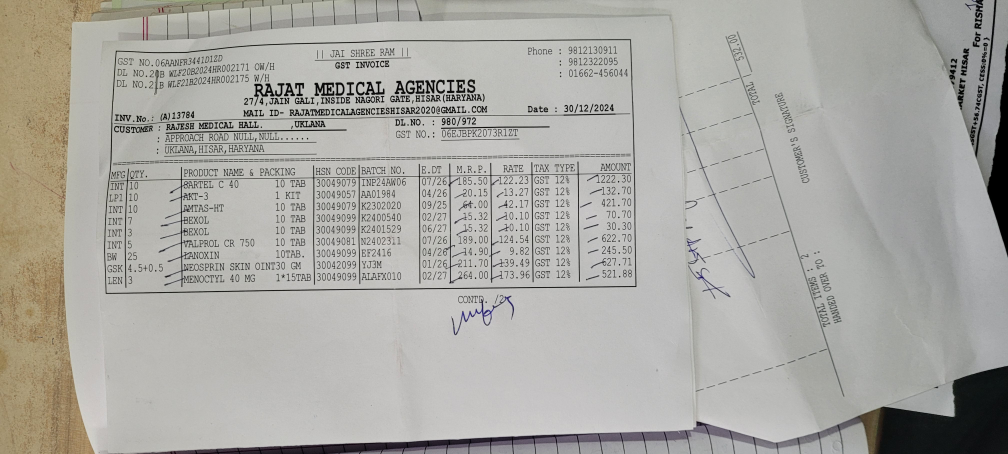 || JAI SHREE RAM ||
GST INVOICE
GST NO.06AANFR3441D1ZD
DL NO.20B WLF20B2024HR002171 OW/H
DL NO.21B WLF21B2024HR002175 W/H
Phone : 9812130911
: 9812322095
: 01662-456044
RAJAT MEDICAL AGENCIES
27/4,JAIN GALI,INSIDE NAGORI GATE,HISAR(HARYANA)
MAIL ID- RAJATMEDICALAGENCIESHISAR2020@GMAIL.COM
INV.No.: (A)13784
Date : 30/12/2024
CUSTOMER : RAJESH MEDICAL HALL. ,UKLANA
DL.NO. : 980/972
: APPROACH ROAD NULL,NULL......
GST NO.: 06EJBPK2073R1ZT
: UKLANA,HISAR,HARYANA
MFG QTY. PRODUCT NAME & PACKING HSN CODE BATCH NO. E.DT M.R.P. RATE TAX TYPE AMOUNT
INT 10 BARTEL C 40 10 TAB 30049079 INP24AW06 07/26 185.50 122.23 GST 12% 1222.30
LPI 10 AKT-3 1 KIT 30049057 AA01984 04/26 20.15 13.27 GST 12% 132.70
INT 10 AMTAS-HT 10 TAB 30049079 K2302020 09/25 64.00 42.17 GST 12% 421.70
INT 7 BEXOL 10 TAB 30049099 K2400540 02/27 15.32 10.10 GST 12% 70.70
INT 3 BEXOL 10 TAB 30049099 K2401529 06/27 15.32 10.10 GST 12% 30.30
INT 5 VALPROL CR 750 10 TAB 30049081 N2402311 07/26 189.00 124.54 GST 12% 622.70
BW 25 LANOXIN 10TAB. 30049099 EF2416 04/26 14.90 9.82 GST 12% 245.50
GSK 4.5+0.5 NEOSPRIN SKIN OINT30 GM 30042099 YJ3M 01/26 211.70 139.49 GST 12% 627.71
LEN 3 MENOCTYL 40 MG 1*15TAB 30049099 ALAFX010 02/27 264.00 173.96 GST 12% 521.88
CONTD. /2
TOTAL | 532.00
CUSTOMER'S SIGNATURE
TOTAL ITEMS : 2
HANDED OVER TO :
For RISHA
MARKET HISAR